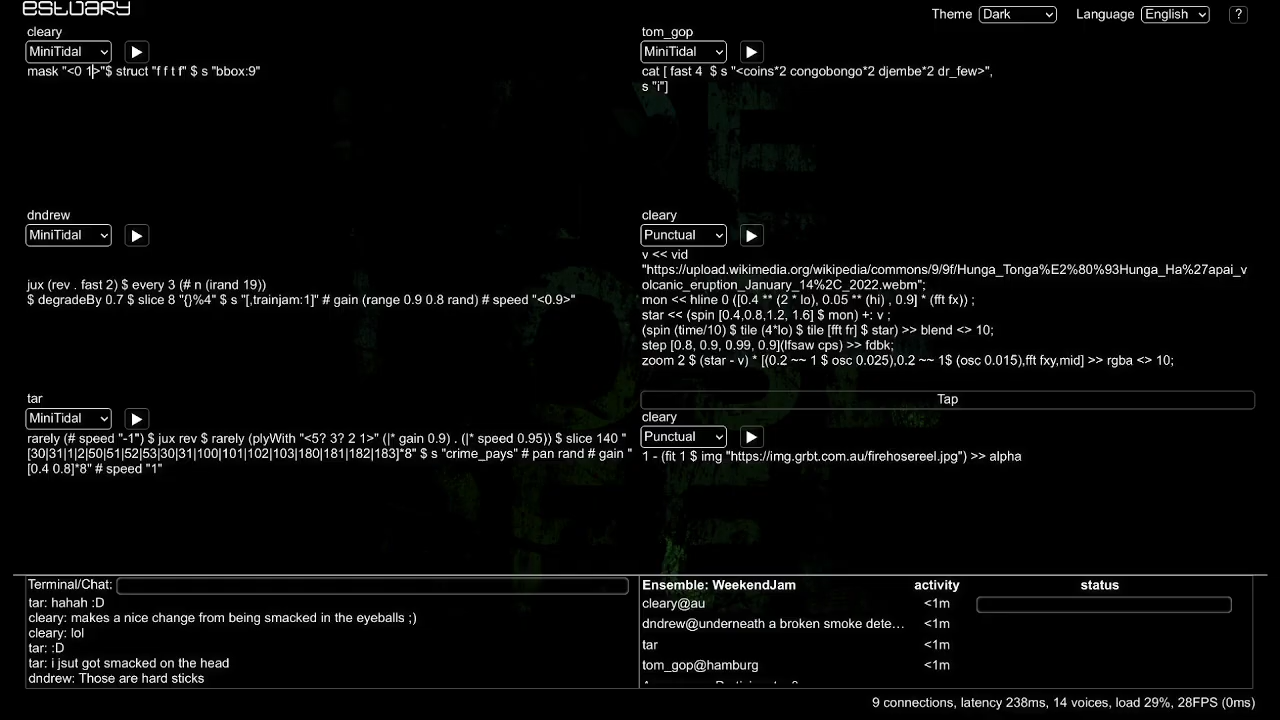 estuary
Theme Dark Language English ?
cleary
MiniTidal
mask "<0 1>"$ struct "f f t f" $ s "bbox:9"
tom_gop
MiniTidal
cat [ fast 4  $ s "<coins*2 congobongo*2 djembe*2 dr_few>",
s "i"]
dndrew
MiniTidal
jux (rev . fast 2) $ every 3 (# n (irand 19))
$ degradeBy 0.7 $ slice 8 "{}%4" $ s "[,trainjam:1]" # gain (range 0.9 0.8 rand) # speed "<0.9>"
cleary
Punctual
v << vid
"https://upload.wikimedia.org/wikipedia/commons/9/9f/Hunga_Tonga%E2%80%93Hunga_Ha%27apai_v
olcanic_eruption_January_14%2C_2022.webm";
mon << hline 0 ([0.4 ** (2 * lo), 0.05 ** (hi) , 0.9] * (fft fx)) ;
star << (spin [0.4,0.8,1.2, 1.6] $ mon) +: v ;
(spin (time/10) $ tile (4*lo) $ tile [fft fr] $ star) >> blend <> 10;
step [0.8, 0.9, 0.99, 0.9](lfsaw cps) >> fdbk;
zoom 2 $ (star - v) * [(0.2 ~~ 1 $ osc 0.025),0.2 ~~ 1$ (osc 0.015),fft fxy,mid] >> rgba <> 10;
tar
MiniTidal
rarely (# speed "-1") $ jux rev $ rarely (plyWith "<5? 3? 2 1>" (|* gain 0.9) . (|* speed 0.95)) $ slice 140 "
[30|31|1|2|50|51|52|53|30|31|100|101|102|103|180|181|182|183]*8" $ s "crime_pays" # pan rand # gain "
[0.4 0.8]*8" # speed "1"
Tap
cleary
Punctual
1 - (fit 1 $ img "https://img.grbt.com.au/firehosereel.jpg") >> alpha
Terminal/Chat:
tar: hahah :D
cleary: makes a nice change from being smacked in the eyeballs ;)
cleary: lol
tar: :D
tar: i jsut got smacked on the head
dndrew: Those are hard sticks
Ensemble: WeekendJam activity status
cleary@au <1m
dndrew@underneath a broken smoke dete… <1m
tar <1m
tom_gop@hamburg <1m
9 connections, latency 238ms, 14 voices, load 29%, 28FPS (0ms)